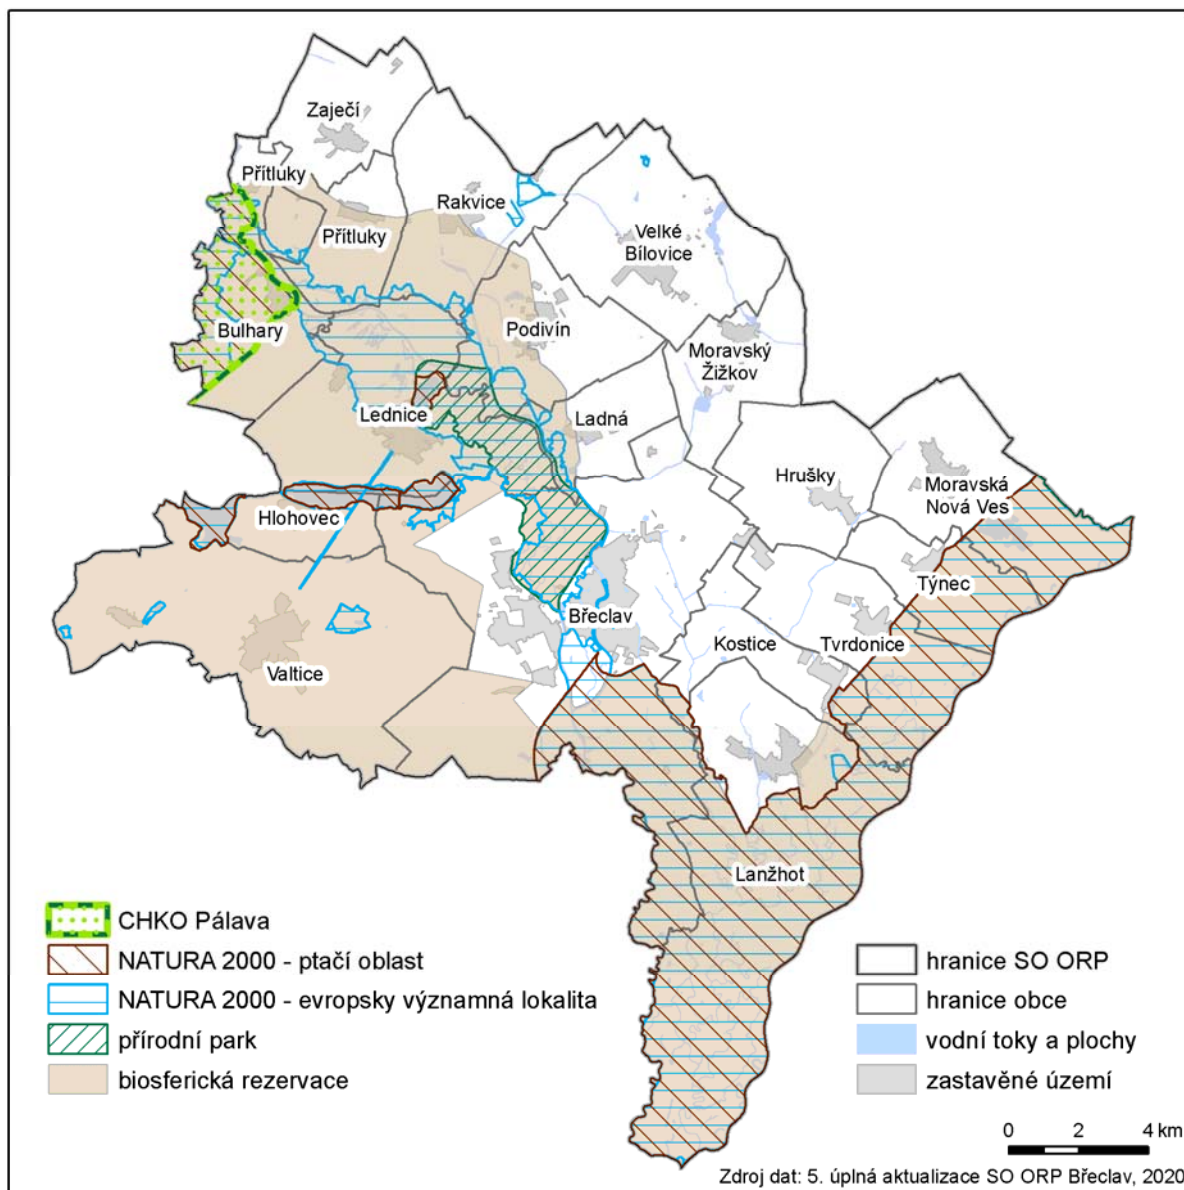 Zaječí
Přítluky
Rakvice
Přítluky
Velké
Bílovice
Bulhary
Podivín
Moravský
Žižkov
Lednice
Ladná
Hrušky
Moravská
Nová Ves
Hlohovec
Týnec
Břeclav
Kostice
Tvrdonice
Valtice
Lanžhot
CHKO Pálava
NATURA 2000 - ptačí oblast
NATURA 2000 - evropsky významná lokalita
přírodní park
biosferická rezervace
hranice SO ORP
hranice obce
vodní toky a plochy
zastavěné území
0 2 4 km
Zdroj dat: 5. úplná aktualizace SO ORP Břeclav, 2020